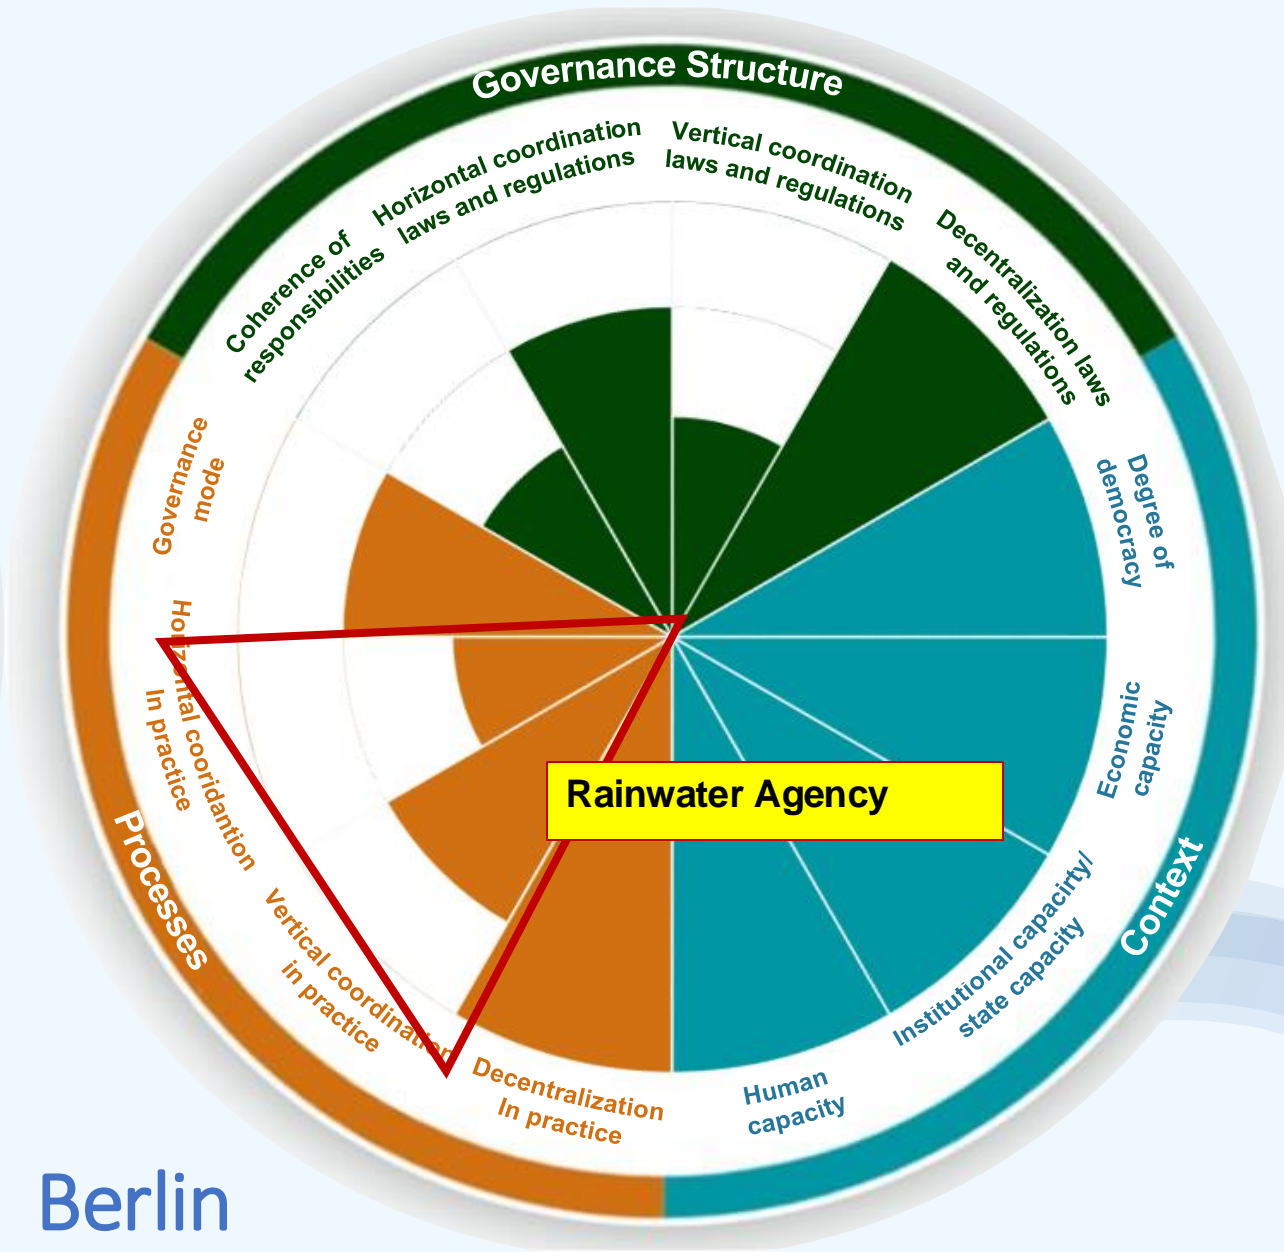 Governance Structure
Horizontal coordination
laws and regulations
Vertical coordination
laws and regulations
Decentralization laws
and regulations
Coherence of
responsibilities
Degree of
democracy
Economic
capacity
Institutional capacirty/
state capacity
Context
Human
capacity
Decentralization
In practice
Vertical coordination
in practice
Horizontal cooridantion
In practice
Governance
mode
Processes
Rainwater Agency
Berlin